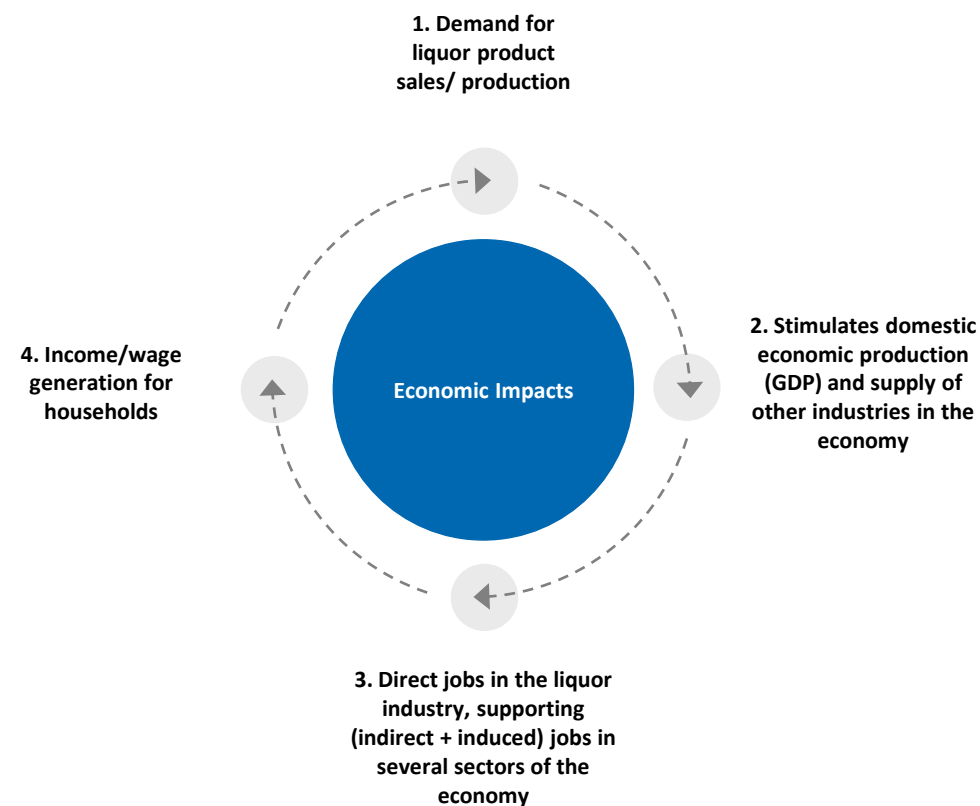 1. Demand for
liquor product
sales/ production
2. Stimulates domestic
economic production
(GDP) and supply of
other industries in the
economy
4. Income/wage
generation for
households
Economic Impacts
3. Direct jobs in the liquor
industry, supporting
(indirect + induced) jobs in
several sectors of the
economy